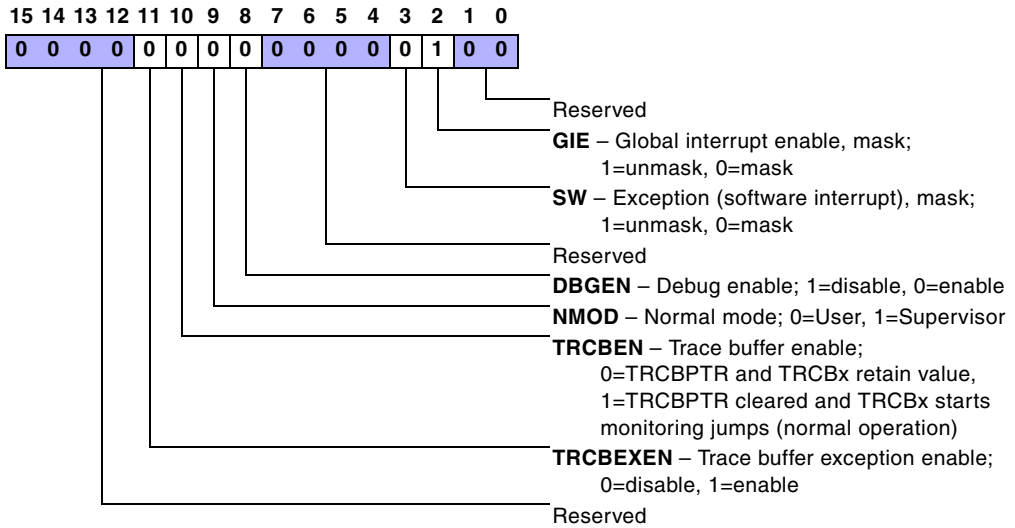 15 14 13 12 11 10 9 8 7 6 5 4 3 2 1 0
0 0 0 0 0 0 0 0 0 0 0 0 0 1 0 0
Reserved
GIE – Global interrupt enable, mask;
1=unmask, 0=mask
SW – Exception (software interrupt), mask;
1=unmask, 0=mask
Reserved
DBGEN – Debug enable; 1=disable, 0=enable
NMOD – Normal mode; 0=User, 1=Supervisor
TRCBEN – Trace buffer enable;
0=TRCBPTR and TRCBx retain value,
1=TRCBPTR cleared and TRCBx starts
monitoring jumps (normal operation)
TRCBEXEN – Trace buffer exception enable;
0=disable, 1=enable
Reserved